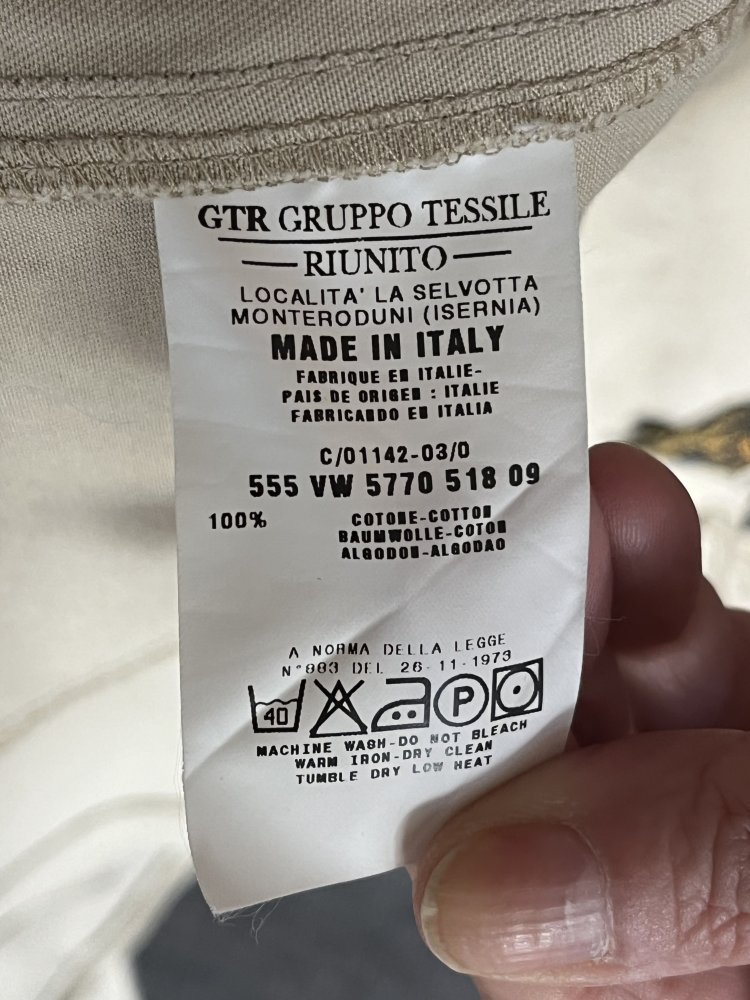 GTR GRUPPO TESSILE
RIUNITO
LOCALITA' LA SELVOTTA
MONTERODUNI (ISERNIA)
MADE IN ITALY
FABRIQUE EN ITALIE-
PAIS DE ORIGEN : ITALIE
FABRICANDO EN ITALIA
C/01142-03/0
555 VW 5770 518 09
100% COTONE-COTTON
BAUMWOLLE-COTON
ALGODON-ALGODAO
A NORMA DELLA LEGGE
N°883 DEL 26-11-1973
40 P
MACHINE WASH-DO NOT BLEACH
WARM IRON-DRY CLEAN
TUMBLE DRY LOW HEAT